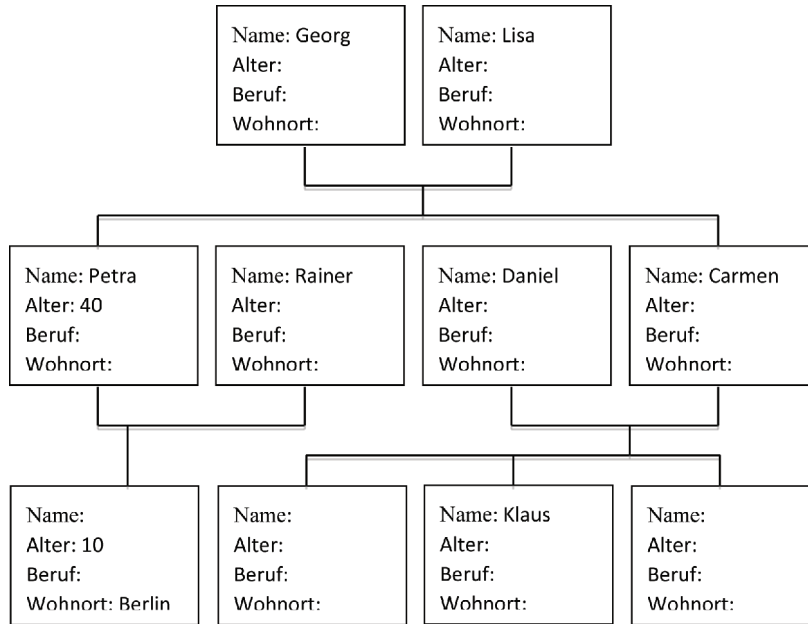 Name: Georg
Alter:
Beruf:
Wohnort:
Name: Lisa
Alter:
Beruf:
Wohnort:
Name: Petra
Alter: 40
Beruf:
Wohnort:
Name: Rainer
Alter:
Beruf:
Wohnort:
Name: Daniel
Alter:
Beruf:
Wohnort:
Name: Carmen
Alter:
Beruf:
Wohnort:
Name:
Alter: 10
Beruf:
Wohnort: Berlin
Name:
Alter:
Beruf:
Wohnort:
Name: Klaus
Alter:
Beruf:
Wohnort:
Name:
Alter:
Beruf:
Wohnort: